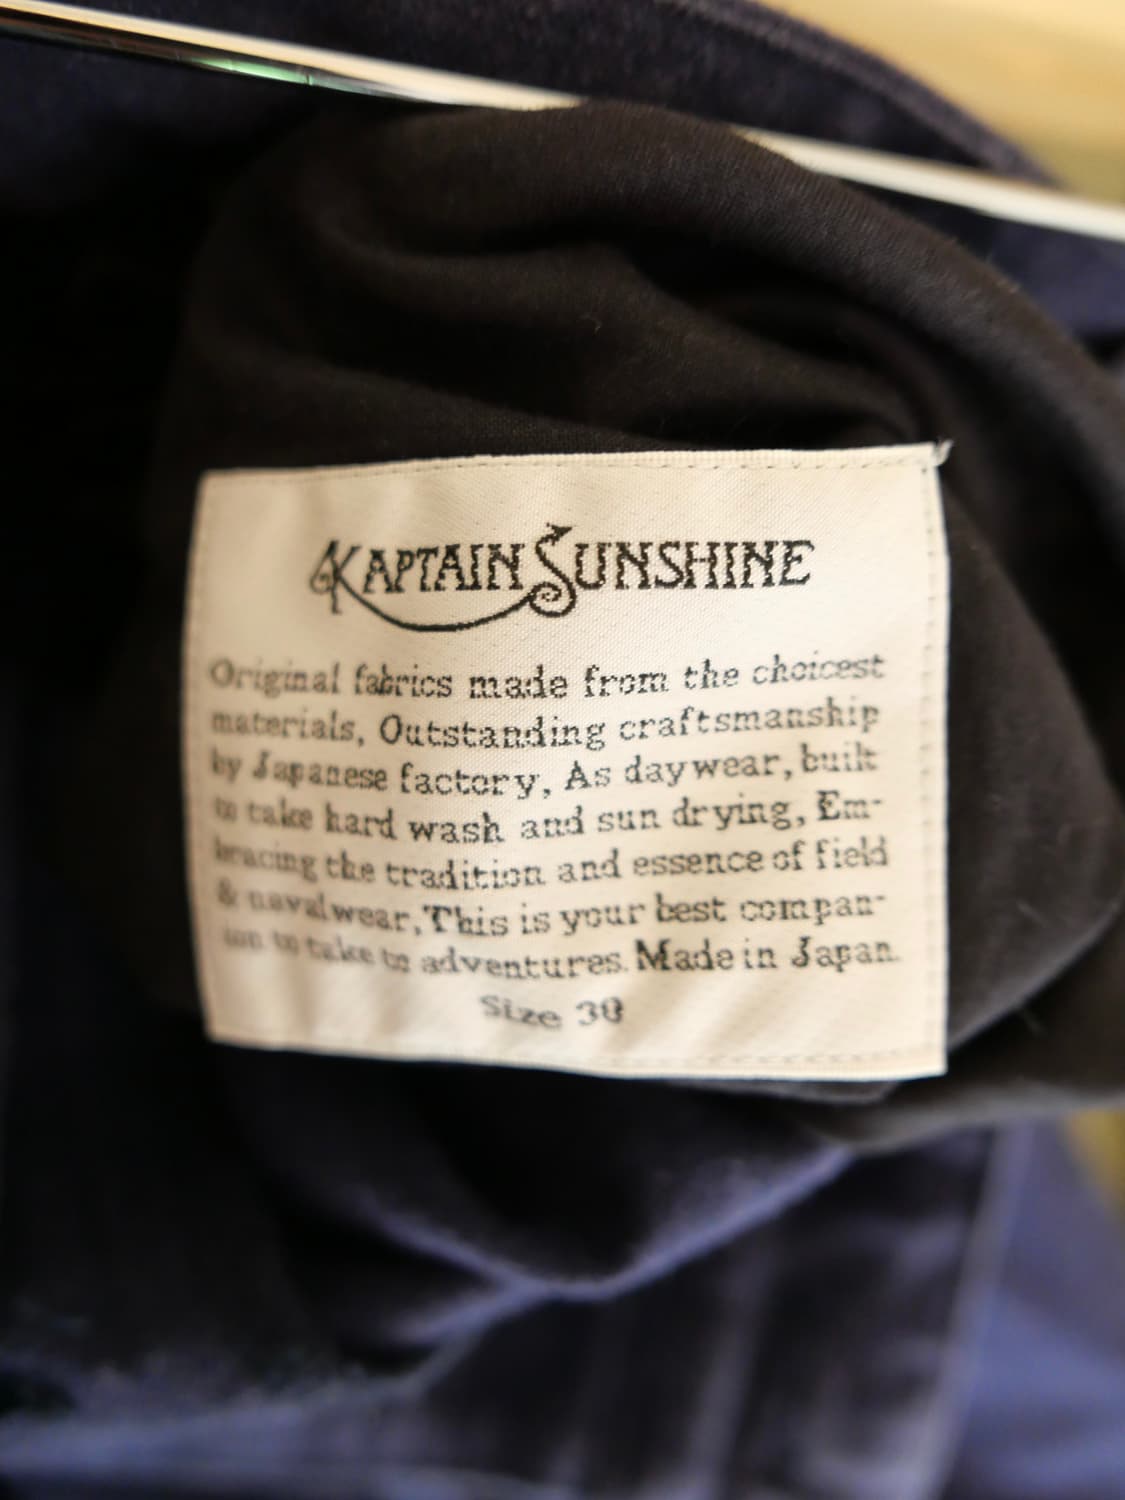 KAPTAIN SUNSHINE
Original fabrics made from the choicest
materials, Outstanding craftsmanship
by Japanese factory, As daywear, built
to take hard wash and sun drying, Em-
bracing the tradition and essence of field
& navalwear, This is your best compan-
ion to take to adventures. Made in Japan.
Size 30